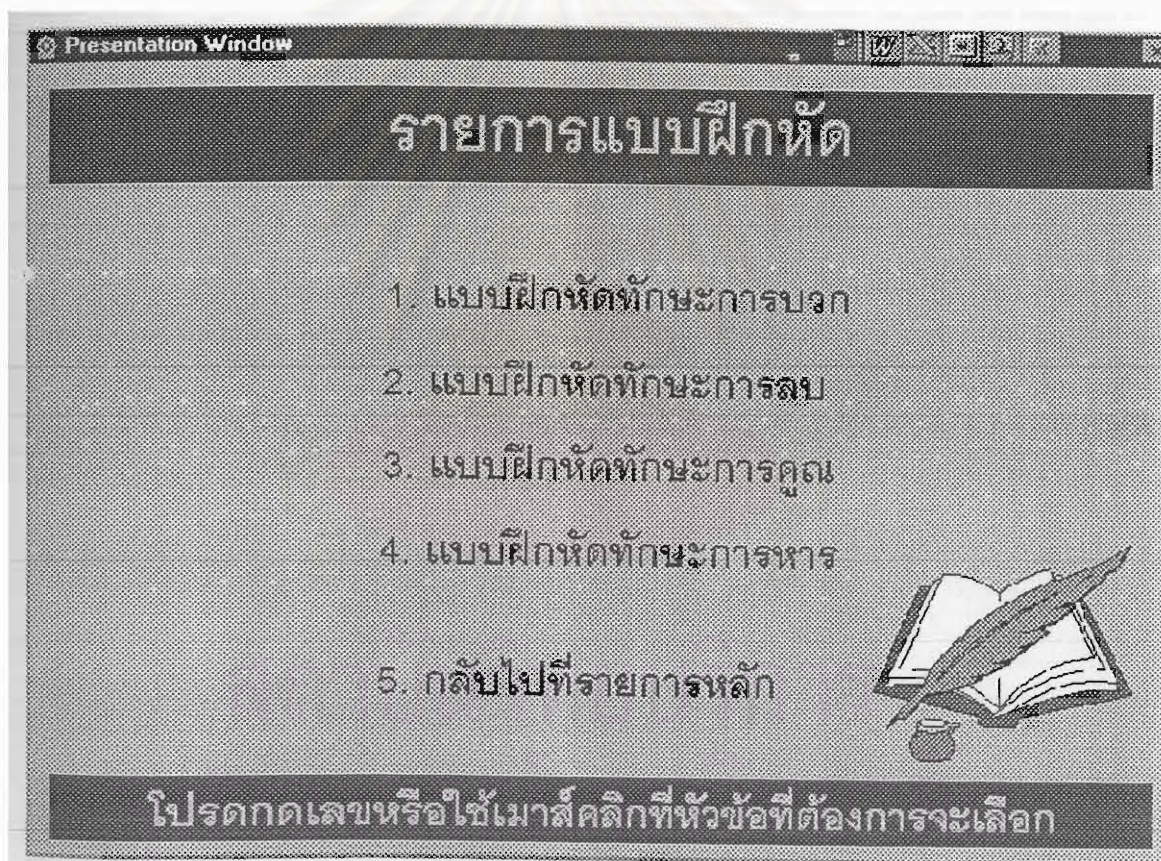 Presentation Window
รายการแบบฝึกหัด
1. แบบฝึกหัดทักษะการบวก
2. แบบฝึกหัดทักษะการลบ
3. แบบฝึกหัดทักษะการคูณ
4. แบบฝึกหัดทักษะการหาร
5. กลับไปที่รายการหลัก
โปรดกดเลขหรือใช้เมาส์คลิกที่หัวข้อที่ต้องการจะเลือก